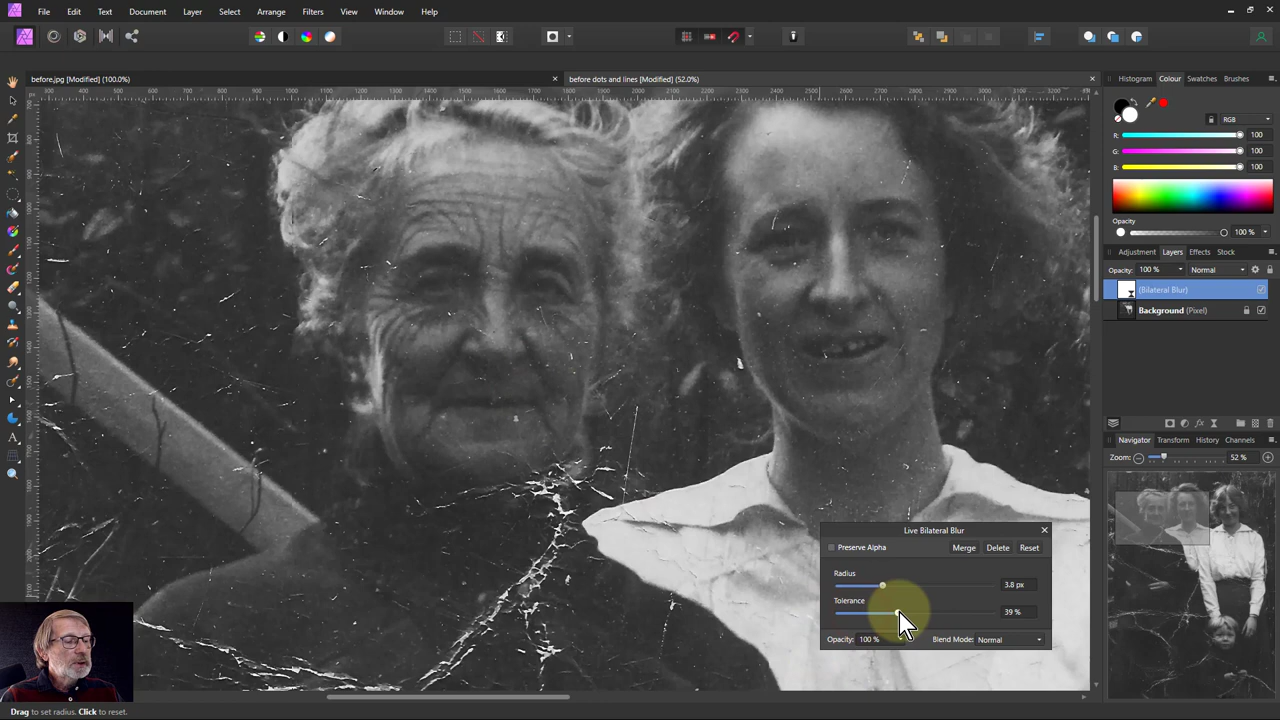 File Edit Text Document Layer Select Arrange Filters View Window Help
before.jpg [Modified] (100.0%)
before dots and lines [Modified] (52.0%)
Histogram Colour Swatches Brushes
RGB
R: 100
G: 100
B: 100
Opacity
100 %
Adjustment Layers Effects Stock
Opacity: 100 % Normal
(Bilateral Blur)
Background (Pixel)
Navigator Transform History Channels
Zoom: 52 %
Live Bilateral Blur
Preserve Alpha Merge Delete Reset
Radius
3.8 px
Tolerance
39 %
Opacity: 100 % Blend Mode: Normal
Drag to set radius. Click to reset.